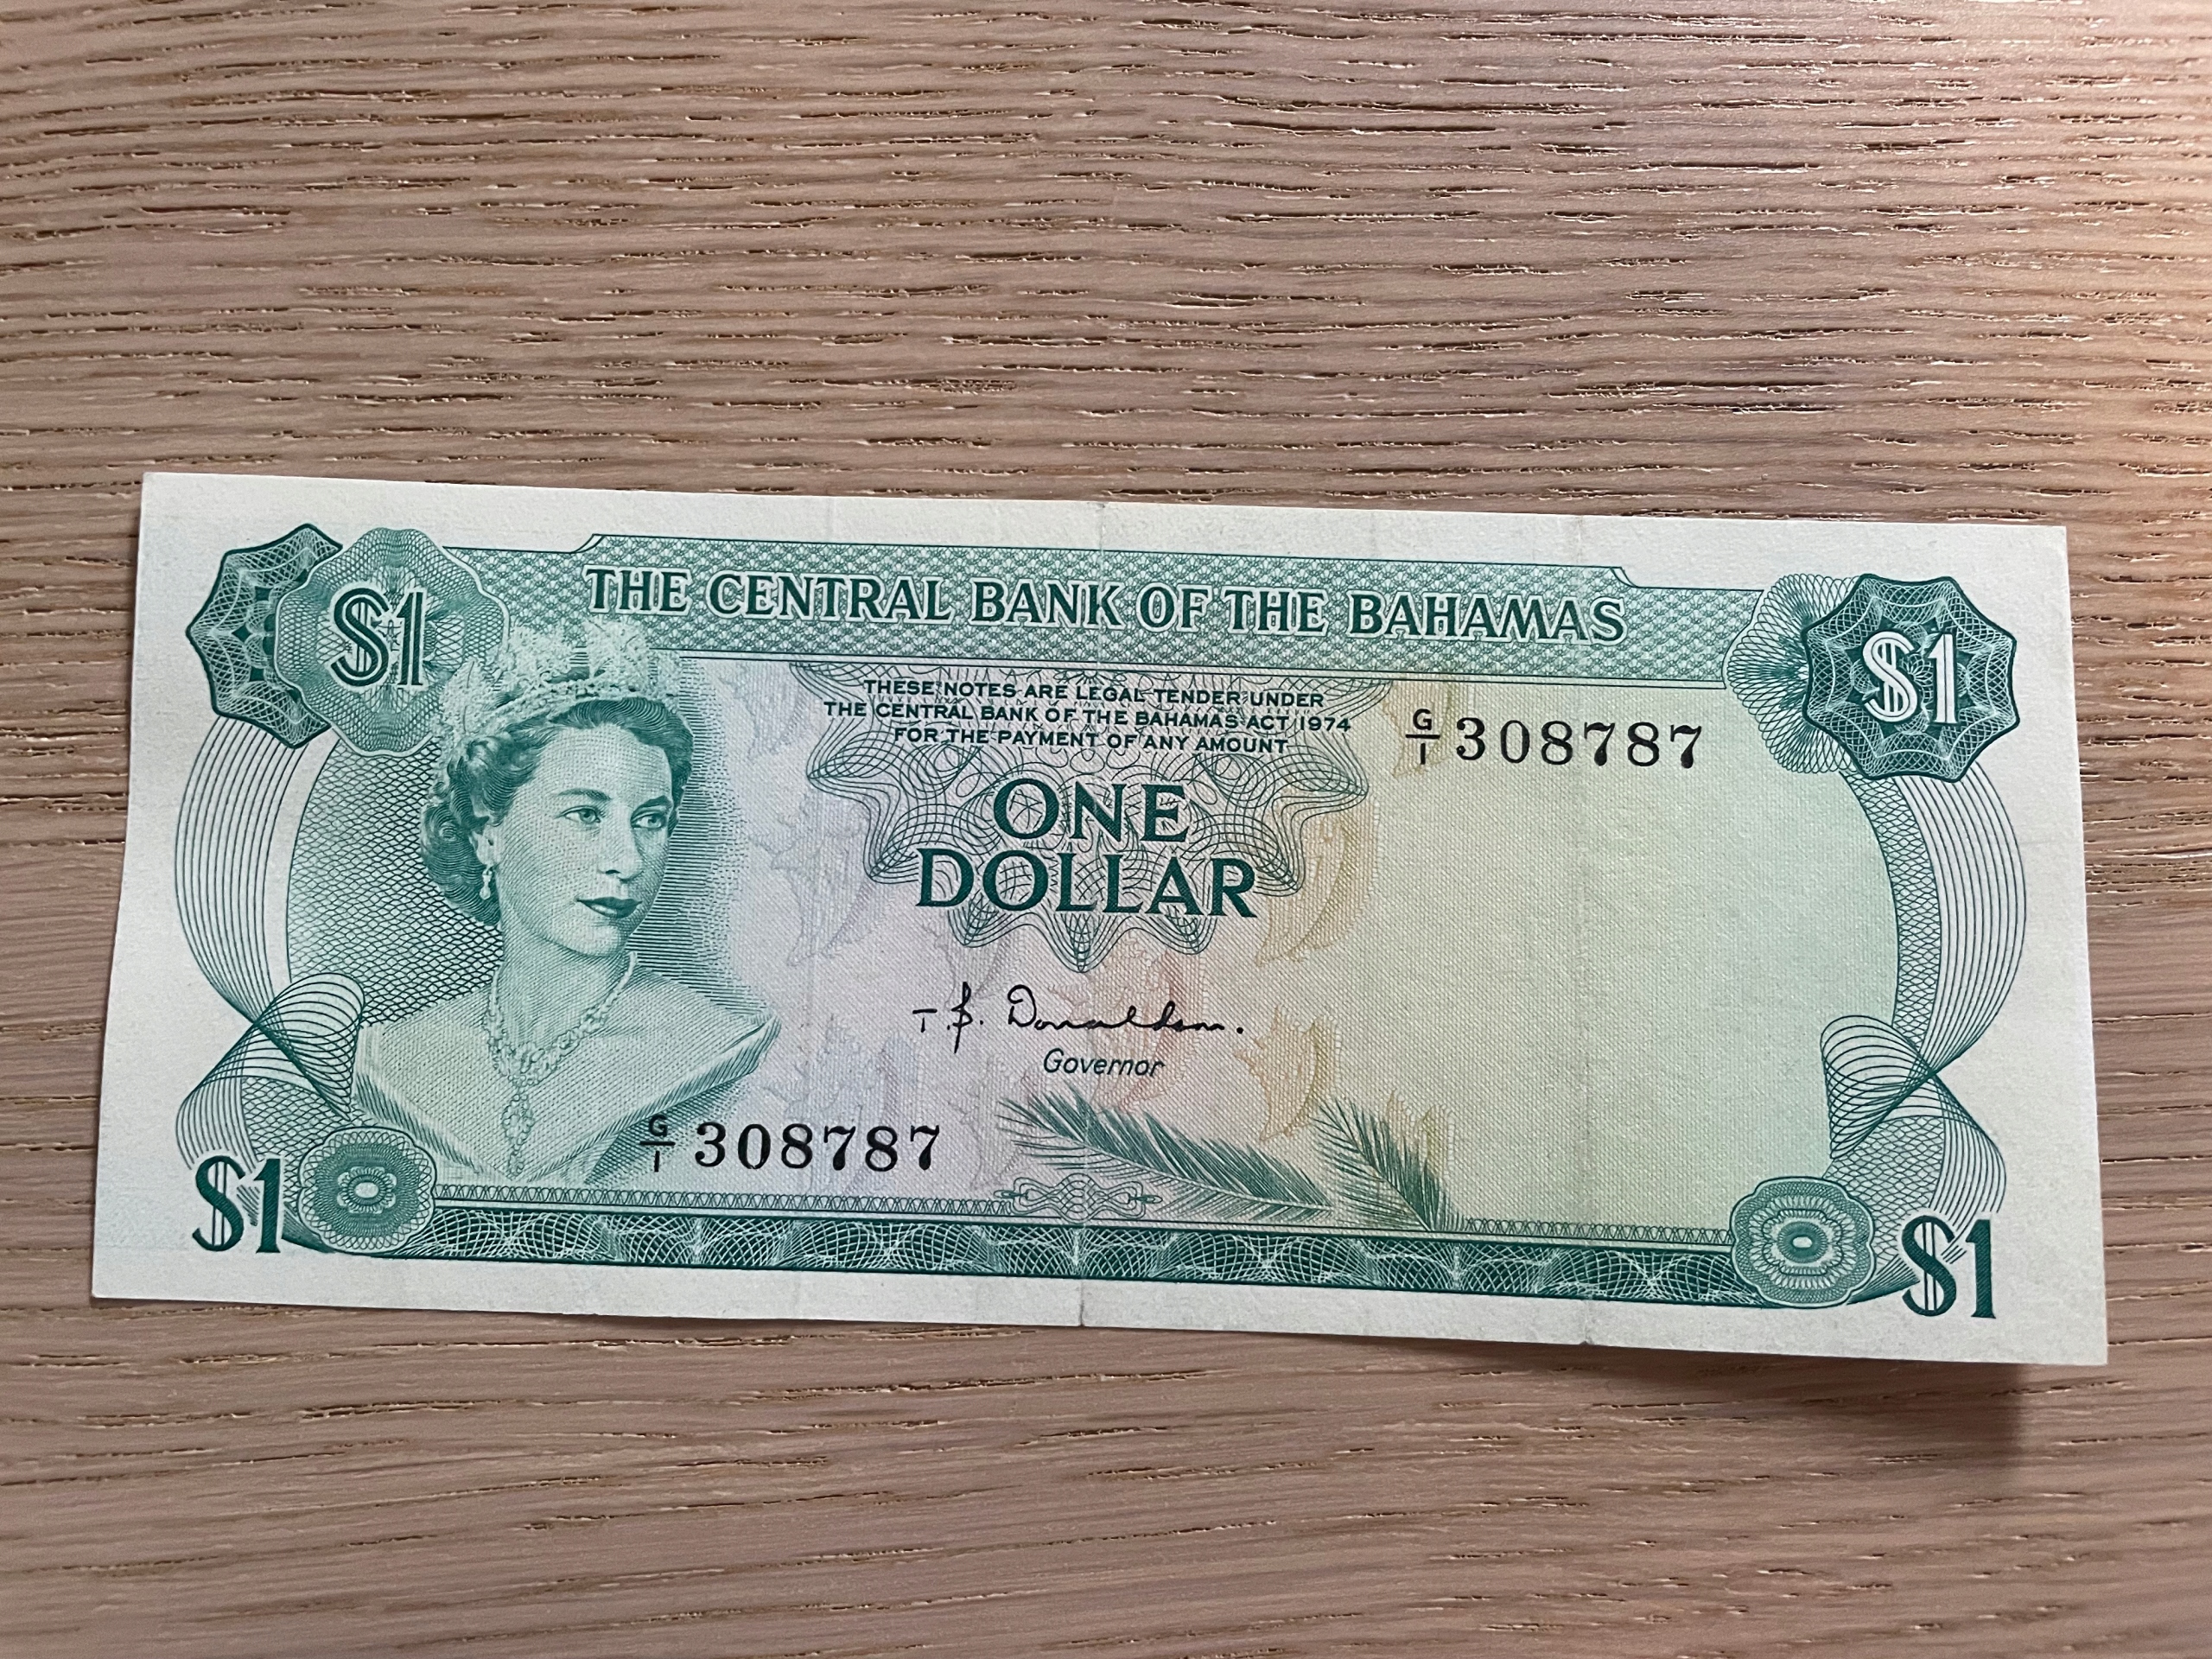 $1
THE CENTRAL BANK OF THE BAHAMAS
$1
THESE NOTES ARE LEGAL TENDER UNDER
THE CENTRAL BANK OF THE BAHAMAS ACT 1974
FOR THE PAYMENT OF ANY AMOUNT
G/1 308787
ONE
DOLLAR
T.B. Donaldson.
Governor
G/1 308787
$1
$1